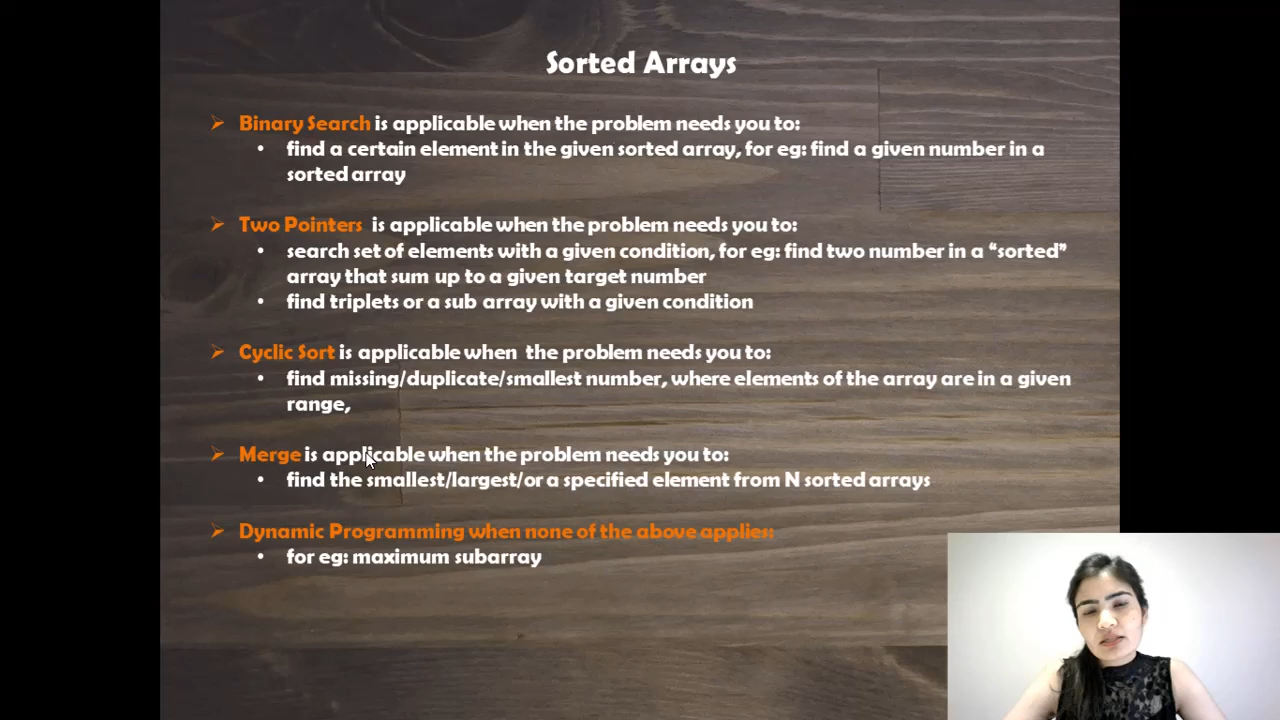 Sorted Arrays
Binary Search is applicable when the problem needs you to:
find a certain element in the given sorted array, for eg: find a given number in a
sorted array
Two Pointers is applicable when the problem needs you to:
search set of elements with a given condition, for eg: find two number in a “sorted”
array that sum up to a given target number
find triplets or a sub array with a given condition
Cyclic Sort is applicable when the problem needs you to:
find missing/duplicate/smallest number, where elements of the array are in a given
range,
Merge is applicable when the problem needs you to:
find the smallest/largest/or a specified element from N sorted arrays
Dynamic Programming when none of the above applies:
for eg: maximum subarray